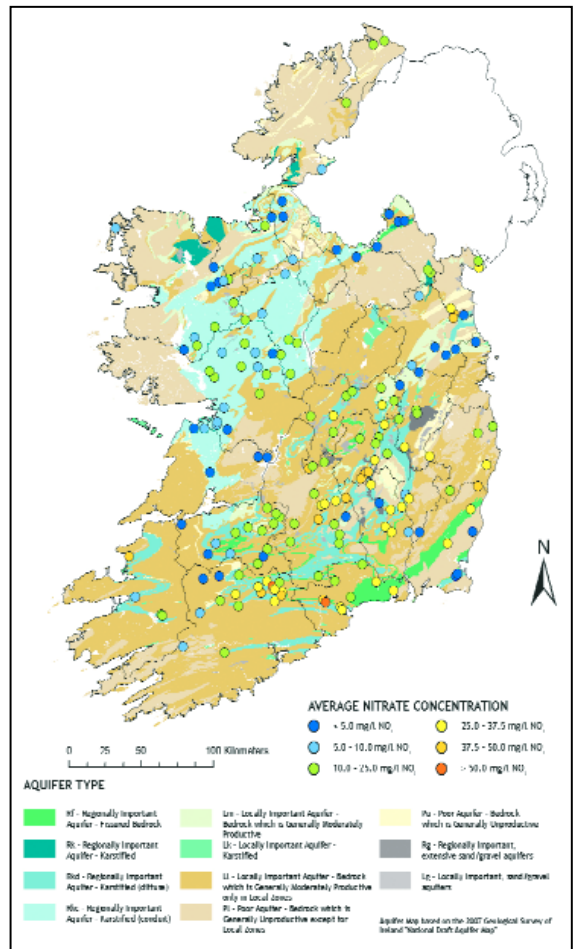 N
AVERAGE NITRATE CONCENTRATION
< 5.0 mg/l NO₃
5.0 - 10.0 mg/l NO₃
10.0 - 25.0 mg/l NO₃
25.0 - 37.5 mg/l NO₃
37.5 - 50.0 mg/l NO₃
> 50.0 mg/l NO₃
0 25 50 100 Kilometers
AQUIFER TYPE
Rf - Regionally Important
Aquifer - Fissured Bedrock
Rk - Regionally Important
Aquifer - Karstified
Rkd - Regionally Important
Aquifer - Karstified (diffuse)
Rkc - Regionally Important
Aquifer - Karstified (conduit)
Lm - Locally Important Aquifer -
Bedrock which is Generally Moderately
Productive
Lk - Locally Important Aquifer -
Karstified
Ll - Locally Important Aquifer - Bedrock
which is Generally Moderately Productive
only in Local Zones
Pl - Poor Aquifer - Bedrock which is
Generally Unproductive except for
Local Zones
Pu - Poor Aquifer - Bedrock
which is Generally Unproductive
Rg - Regionally Important,
extensive sand/gravel aquifers
Lg - Locally Important, sand/gravel
aquifers
Aquifer Map based on the 2007 Geological Survey of
Ireland "National Draft Aquifer Map"